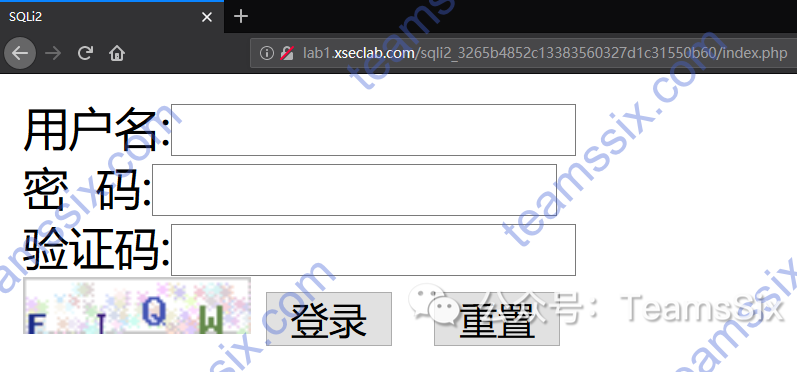 SQLi2
lab1.xseclab.com/sqli2_3265b4852c13383560327d1c31550b60/index.php
用户名:
密 码:
验证码:
F I Q W
登录 重置
公众号：TeamsSix
teamssix.com
teamssix.com
teamssix.com
teamssix.com
teamssix.com